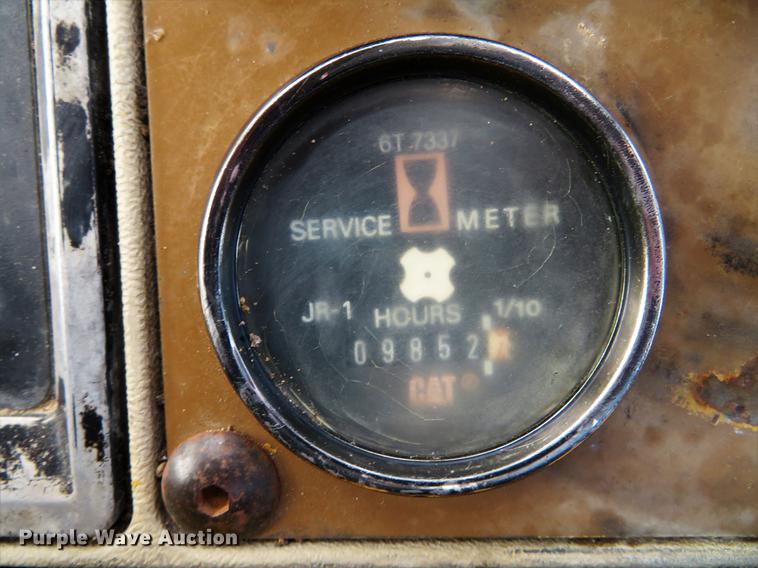 6T-7337
SERVICE METER
JR-1 HOURS 1/10
09852
CAT
Purple Wave Auction